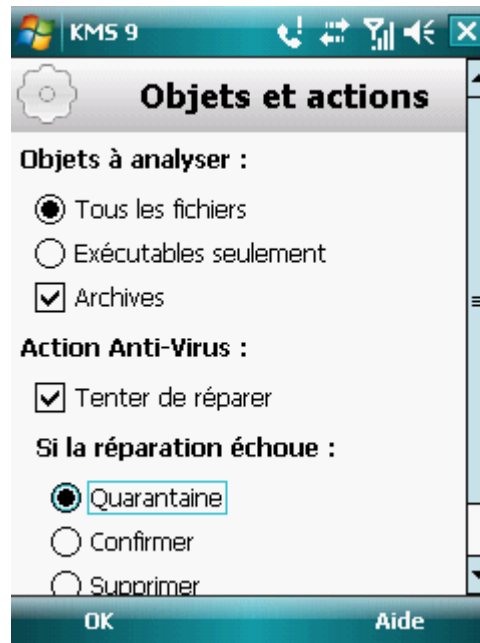 KMS 9
Objets et actions
Objets à analyser :
Tous les fichiers
Exécutables seulement
Archives
Action Anti-Virus :
Tenter de réparer
Si la réparation échoue :
Quarantaine
Confirmer
Supprimer
OK
Aide